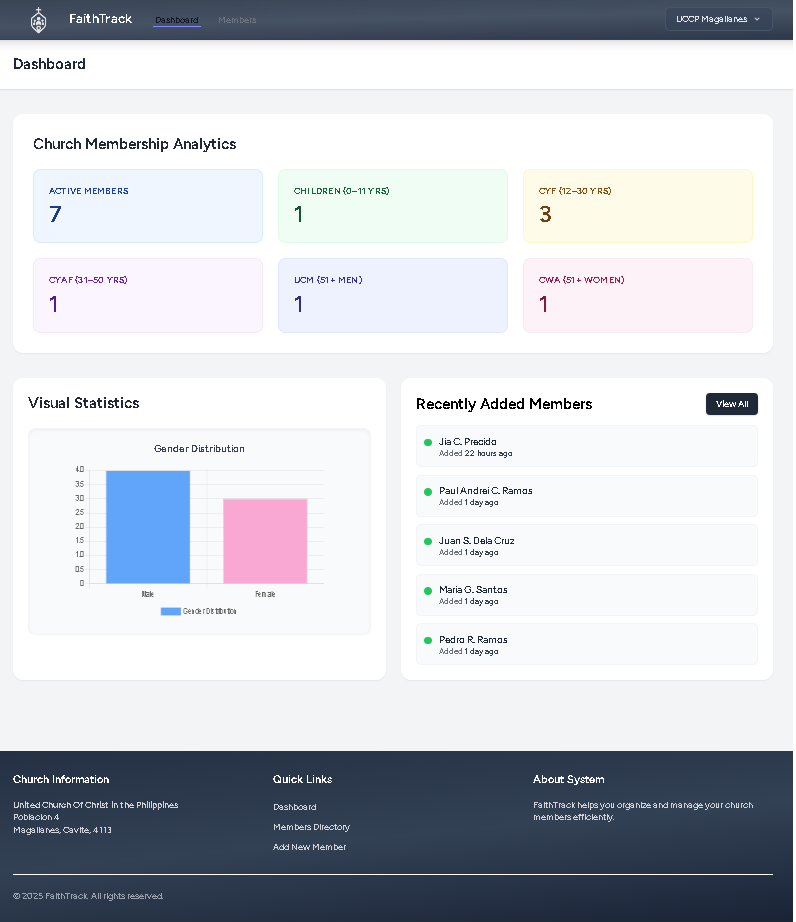 FaithTrack
Dashboard
Members
UCCP Magallanes
Dashboard
Church Membership Analytics
ACTIVE MEMBERS
7
CHILDREN (0–11 YRS)
1
CYF (12–30 YRS)
3
CYAF (31–50 YRS)
1
UCM (51+ MEN)
1
CWA (51+ WOMEN)
1
Visual Statistics
Gender Distribution
4.0
3.5
3.0
2.5
2.0
1.5
1.0
0.5
0
Male
Female
Gender Distribution
Recently Added Members
View All
Jia C. Precido
Added 22 hours ago
Paul Andrei C. Ramos
Added 1 day ago
Juan S. Dela Cruz
Added 1 day ago
Maria G. Santos
Added 1 day ago
Pedro R. Ramos
Added 1 day ago
Church Information
United Church Of Christ in the Philippines
Poblacion 4
Magallanes, Cavite, 4113
Quick Links
Dashboard
Members Directory
Add New Member
About System
FaithTrack helps you organize and manage your church
members efficiently.
© 2025 FaithTrack. All rights reserved.